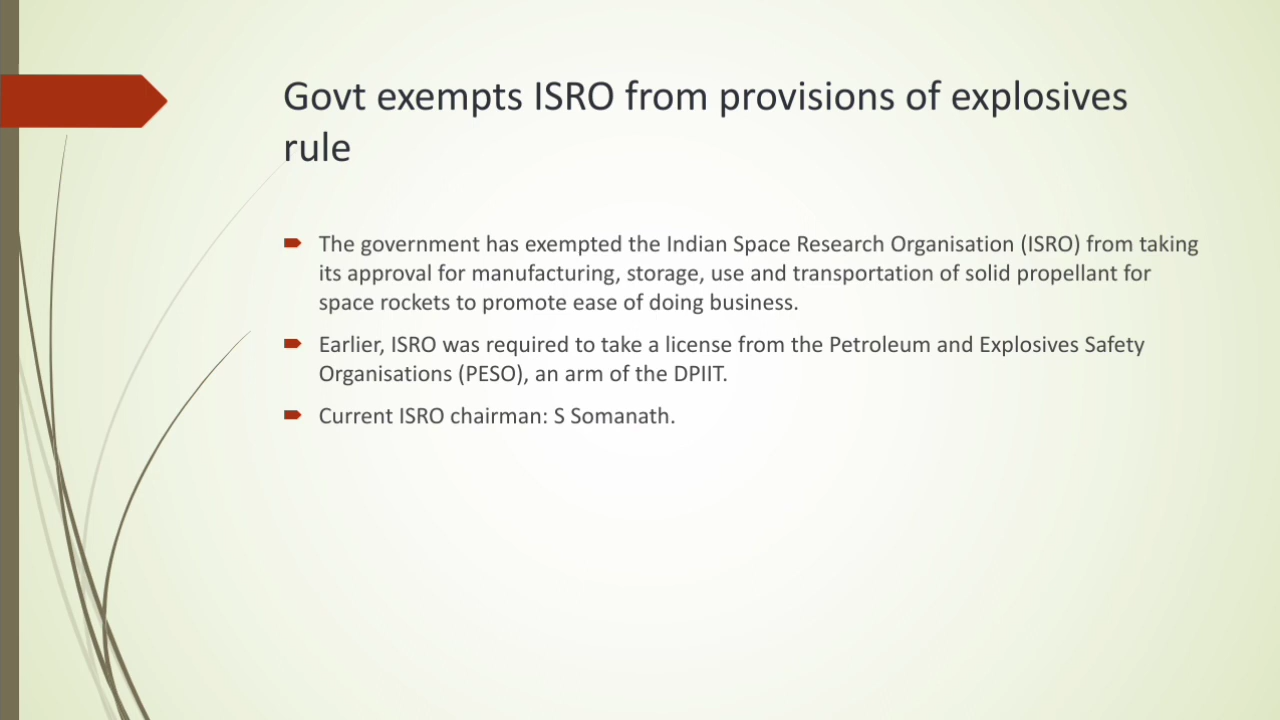 Govt exempts ISRO from provisions of explosives
rule
The government has exempted the Indian Space Research Organisation (ISRO) from taking
its approval for manufacturing, storage, use and transportation of solid propellant for
space rockets to promote ease of doing business.
Earlier, ISRO was required to take a license from the Petroleum and Explosives Safety
Organisations (PESO), an arm of the DPIIT.
Current ISRO chairman: S Somanath.